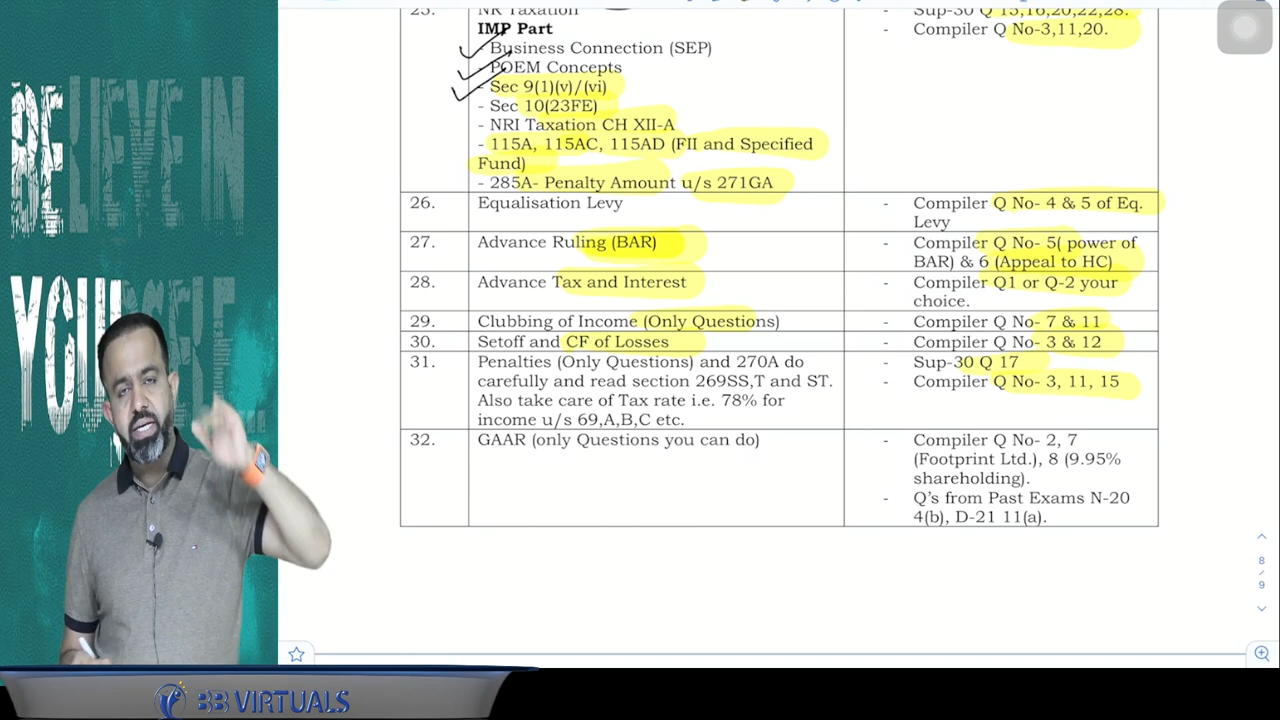 25. NR Taxation - Sup-30 Q 15,16,20,22,28.
IMP Part - Compiler Q No-3,11,20.
- Business Connection (SEP)
- POEM Concepts
- Sec 9(1)(v)/(vi)
- Sec 10(23FE)
- NRI Taxation CH XII-A
- 115A, 115AC, 115AD (FII and Specified
Fund)
- 285A- Penalty Amount u/s 271GA
26. Equalisation Levy - Compiler Q No- 4 & 5 of Eq.
Levy
27. Advance Ruling (BAR) - Compiler Q No- 5( power of
BAR) & 6 (Appeal to HC)
28. Advance Tax and Interest - Compiler Q1 or Q-2 your
choice.
29. Clubbing of Income (Only Questions) - Compiler Q No- 7 & 11
30. Setoff and CF of Losses - Compiler Q No- 3 & 12
31. Penalties (Only Questions) and 270A do - Sup-30 Q 17
carefully and read section 269SS,T and ST. - Compiler Q No- 3, 11, 15
Also take care of Tax rate i.e. 78% for
income u/s 69,A,B,C etc.
32. GAAR (only Questions you can do) - Compiler Q No- 2, 7
(Footprint Ltd.), 8 (9.95%
shareholding).
- Q's from Past Exams N-20
4(b), D-21 11(a).
8
/
9
BELIEVE IN
YOURSELF...
BB VIRTUALS